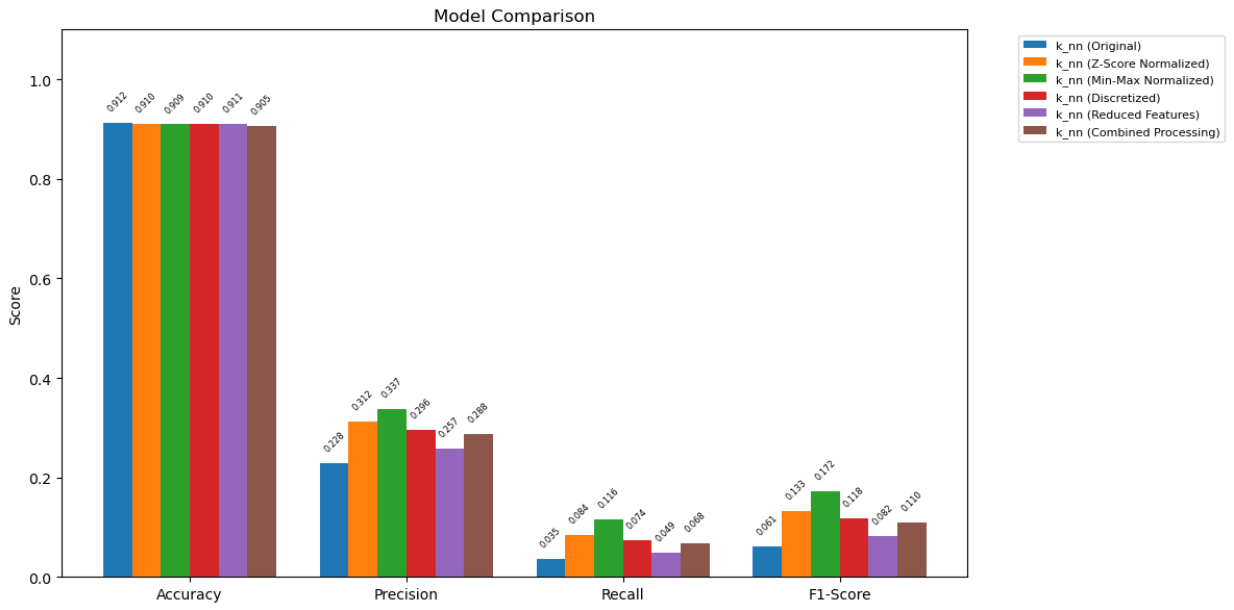 Model Comparison
k_nn (Original)
k_nn (Z-Score Normalized)
k_nn (Min-Max Normalized)
k_nn (Discretized)
k_nn (Reduced Features)
k_nn (Combined Processing)
Score
1.0
0.8
0.6
0.4
0.2
0.0
0.912
0.910
0.909
0.910
0.911
0.905
0.228
0.312
0.337
0.296
0.257
0.288
0.035
0.084
0.116
0.074
0.049
0.068
0.061
0.133
0.172
0.118
0.082
0.110
Accuracy
Precision
Recall
F1-Score